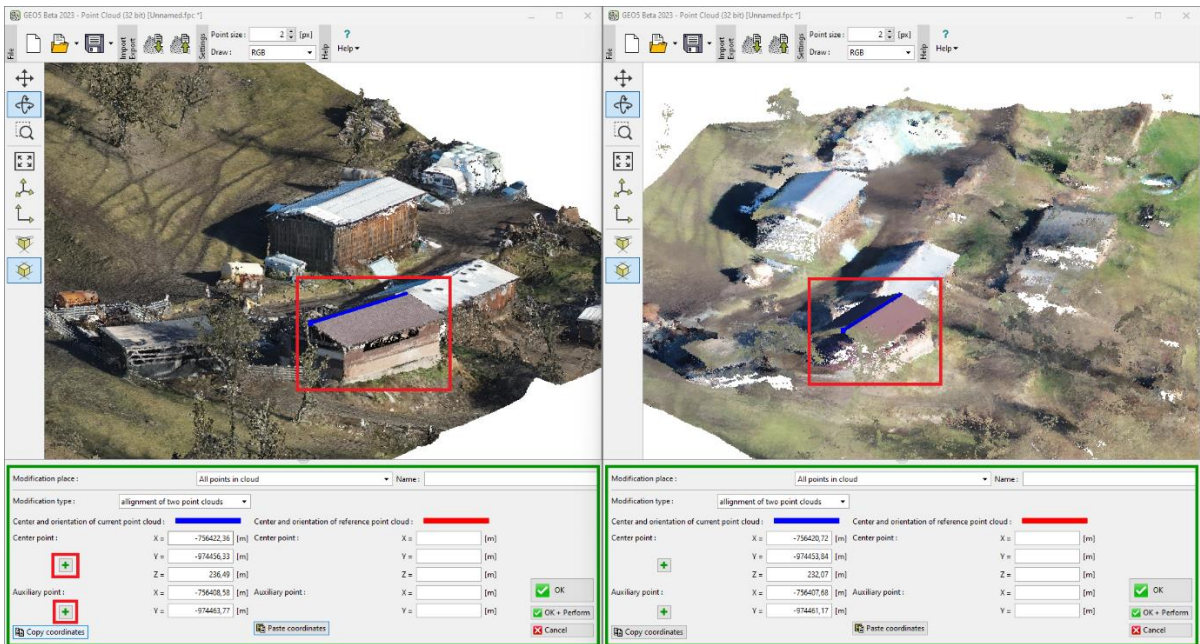 GEO5 Beta 2023 - Point Cloud (32 bit) [Unnamed.fpc *]
File
Import
Export
Settings
Point size : 2 [px]
Draw : RGB
Help
?
Help
Modification place : All points in cloud Name :
Modification type : allignment of two point clouds
Center and orientation of current point cloud : Center and orientation of reference point cloud :
Center point : X = -756422,36 [m] Center point : X = [m]
Y = -974456,33 [m] Y = [m]
Z = 236,49 [m] Z = [m]
Auxiliary point : X = -756408,58 [m] Auxiliary point : X = [m]
Y = -974463,77 [m] Y = [m]
Copy coordinates Paste coordinates
OK
OK + Perform
Cancel
GEO5 Beta 2023 - Point Cloud (32 bit) [Unnamed.fpc *]
File
Import
Export
Settings
Point size : 2 [px]
Draw : RGB
Help
?
Help
Modification place : All points in cloud Name :
Modification type : allignment of two point clouds
Center and orientation of current point cloud : Center and orientation of reference point cloud :
Center point : X = -756420,72 [m] Center point : X = [m]
Y = -974453,84 [m] Y = [m]
Z = 232,07 [m] Z = [m]
Auxiliary point : X = -756407,68 [m] Auxiliary point : X = [m]
Y = -974461,17 [m] Y = [m]
Copy coordinates Paste coordinates
OK
OK + Perform
Cancel